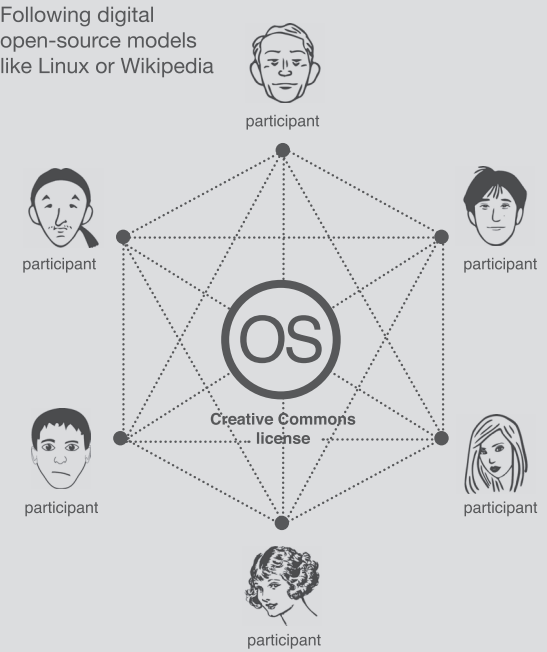 Following digital
open-source models
like Linux or Wikipedia
participant
participant
participant
OS
Creative Commons
license
participant
participant
participant